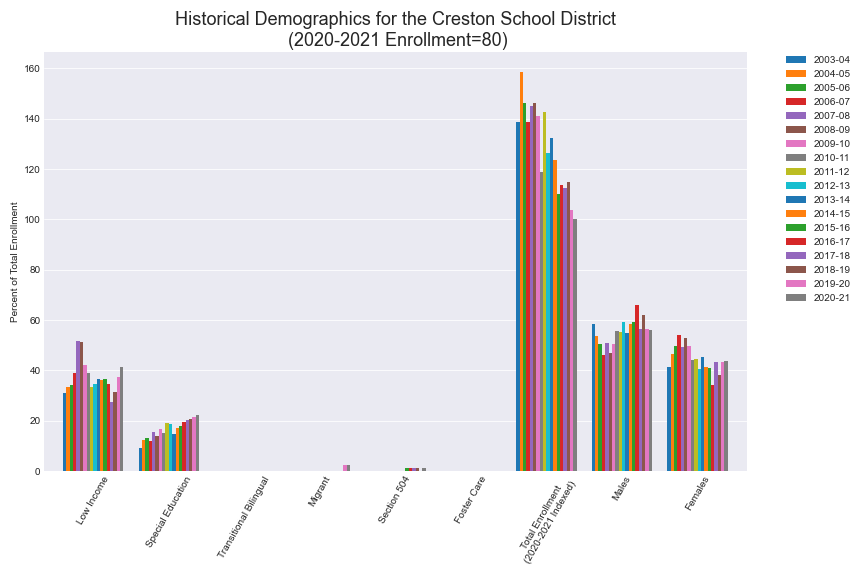 Historical Demographics for the Creston School District
(2020-2021 Enrollment=80)
Percent of Total Enrollment
160
140
120
100
80
60
40
20
0
Low Income
Special Education
Transitional Bilingual
Migrant
Section 504
Foster Care
Total Enrollment
(2020-2021 Indexed)
Males
Females
2003-04
2004-05
2005-06
2006-07
2007-08
2008-09
2009-10
2010-11
2011-12
2012-13
2013-14
2014-15
2015-16
2016-17
2017-18
2018-19
2019-20
2020-21